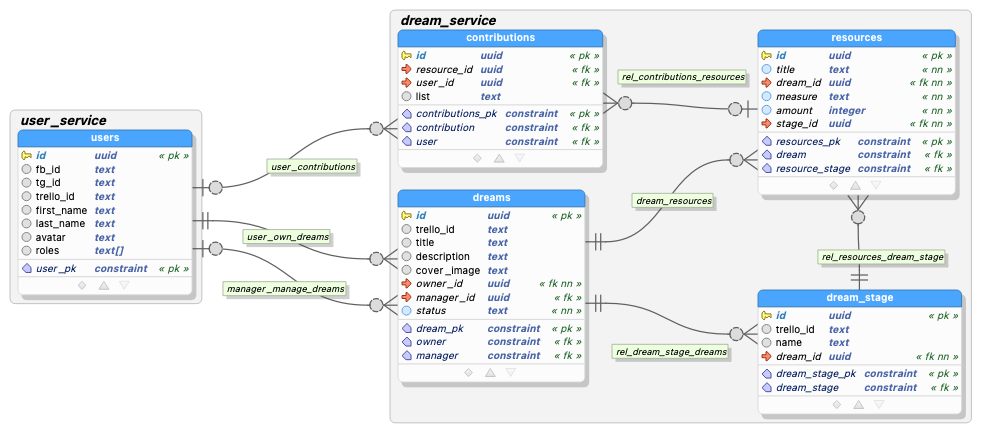 user_service
users
id uuid « pk »
fb_id text
tg_id text
trello_id text
first_name text
last_name text
avatar text
roles text[]
user_pk constraint « pk »
user_contributions
user_own_dreams
manager_manage_dreams
dream_service
contributions
id uuid « pk »
resource_id uuid « fk »
user_id uuid « fk »
list text
contributions_pk constraint « pk »
contribution constraint « fk »
user constraint « fk »
dreams
id uuid « pk »
trello_id text
title text
description text
cover_image text
owner_id uuid « fk nn »
manager_id uuid « fk »
status text « nn »
dream_pk constraint « pk »
owner constraint « fk »
manager constraint « fk »
rel_contributions_resources
dream_resources
rel_dream_stage_dreams
resources
id uuid « pk »
title text « nn »
dream_id uuid « fk nn »
measure text « nn »
amount integer « nn »
stage_id uuid « fk nn »
resources_pk constraint « pk »
dream constraint « fk »
resource_stage constraint « fk »
rel_resources_dream_stage
dream_stage
id uuid « pk »
trello_id text
name text
dream_id uuid « fk nn »
dream_stage_pk constraint « pk »
dream_stage constraint « fk »